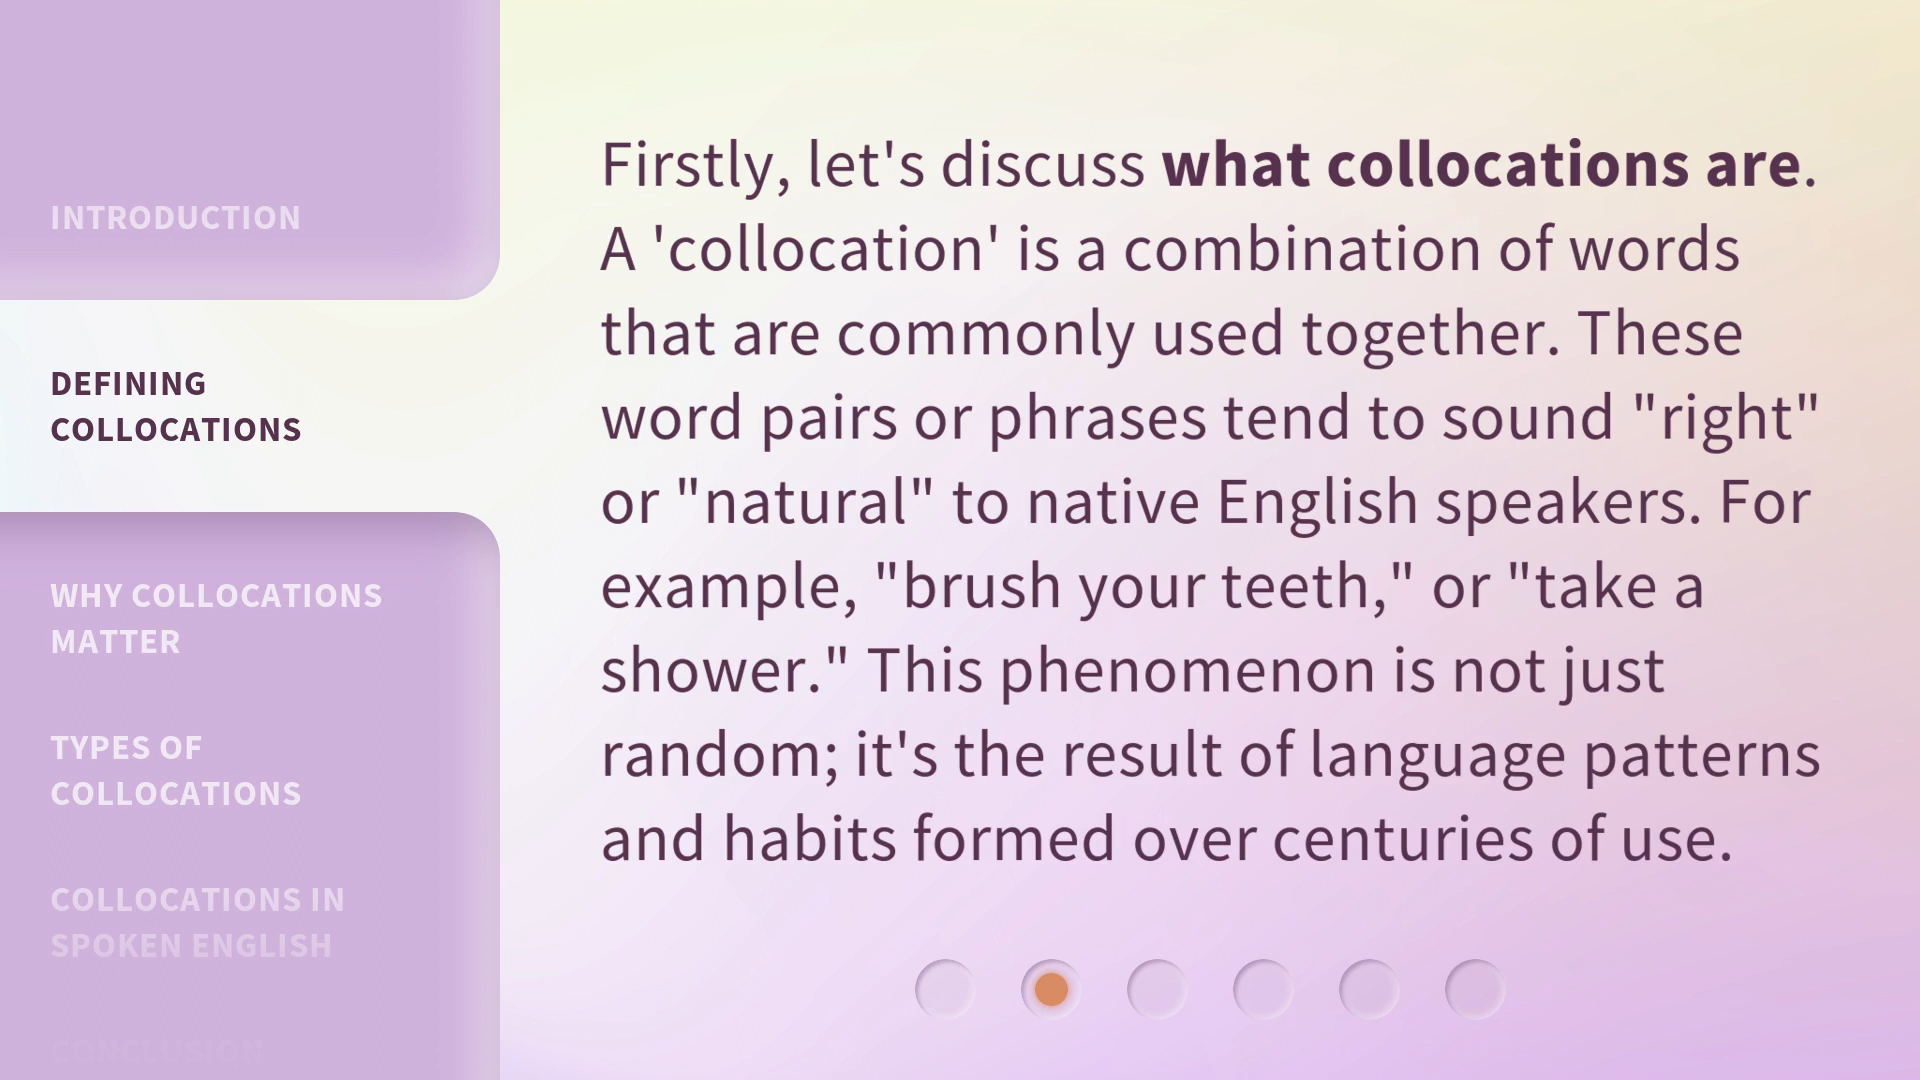 INTRODUCTION
DEFINING
COLLOCATIONS
WHY COLLOCATIONS
MATTER
TYPES OF
COLLOCATIONS
COLLOCATIONS IN
SPOKEN ENGLISH
CONCLUSION
Firstly, let's discuss what collocations are.
A 'collocation' is a combination of words
that are commonly used together. These
word pairs or phrases tend to sound "right"
or "natural" to native English speakers. For
example, "brush your teeth," or "take a
shower." This phenomenon is not just
random; it's the result of language patterns
and habits formed over centuries of use.